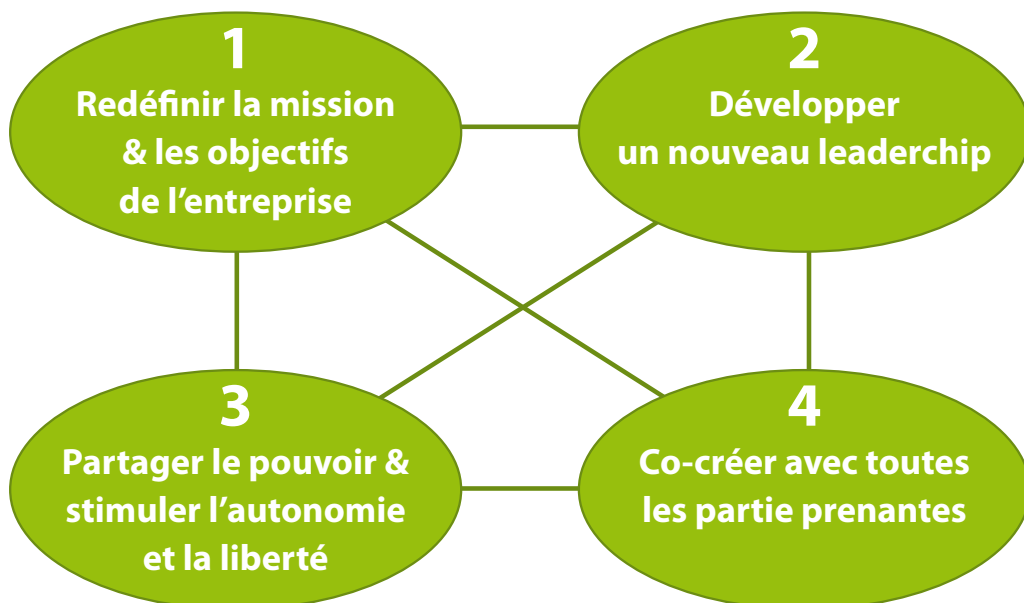 1
Redéfinir la mission
& les objectifs
de l'entreprise
2
Développer
un nouveau leaderchip
3
Partager le pouvoir &
stimuler l'autonomie
et la liberté
4
Co-créer avec toutes
les partie prenantes